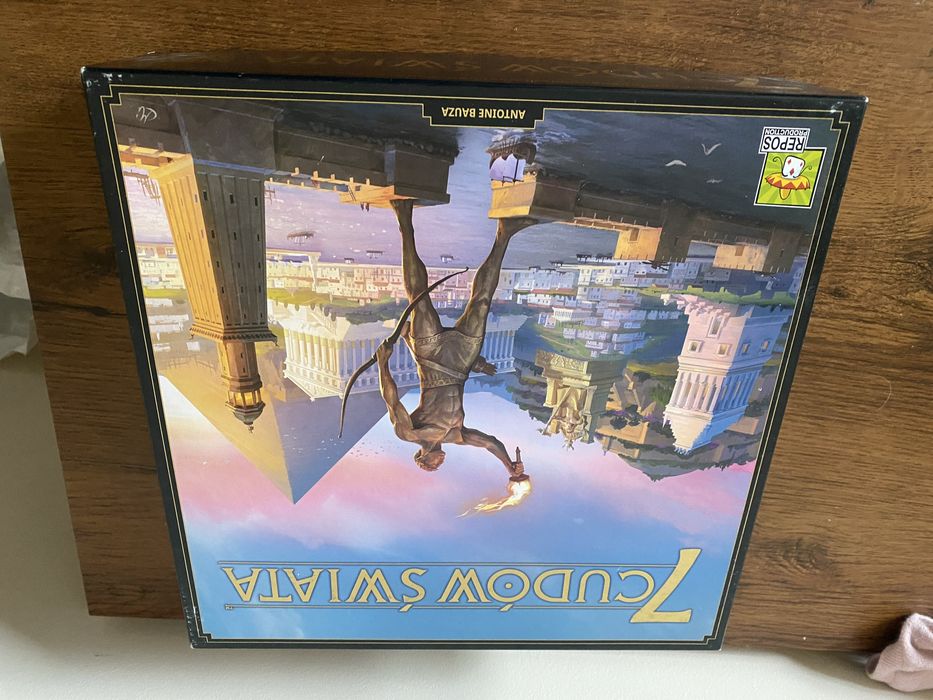 7 CUDÓW ŚWIATA
REPOS
PRODUCTION
ANTOINE BAUZA